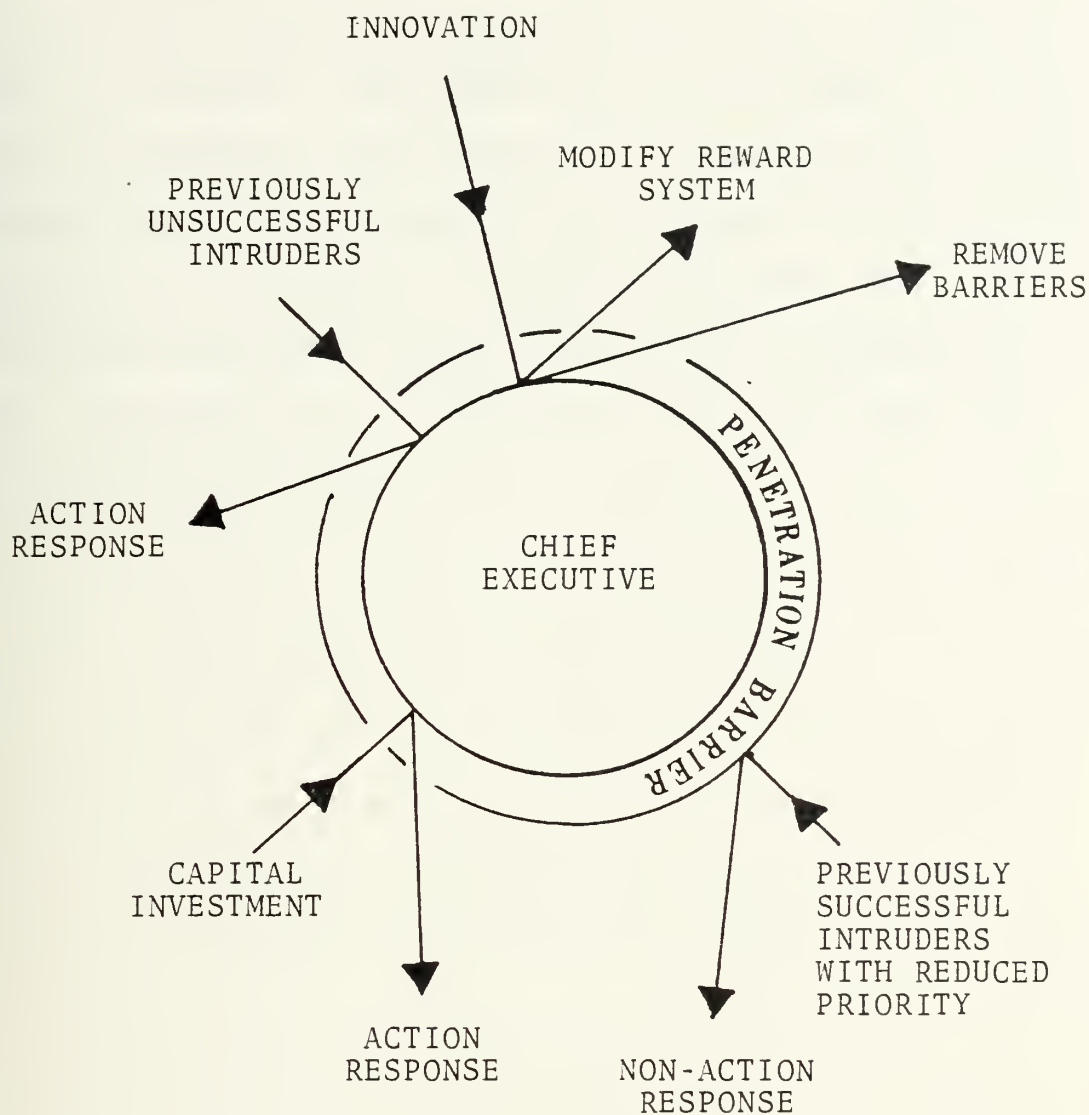 INNOVATION
MODIFY REWARD
SYSTEM
PREVIOUSLY
UNSUCCESSFUL
INTRUDERS
REMOVE
BARRIERS
PENETRATION BARRIER
ACTION
RESPONSE
CHIEF
EXECUTIVE
CAPITAL
INVESTMENT
PREVIOUSLY
SUCCESSFUL
INTRUDERS
WITH REDUCED
PRIORITY
ACTION
RESPONSE
NON-ACTION
RESPONSE